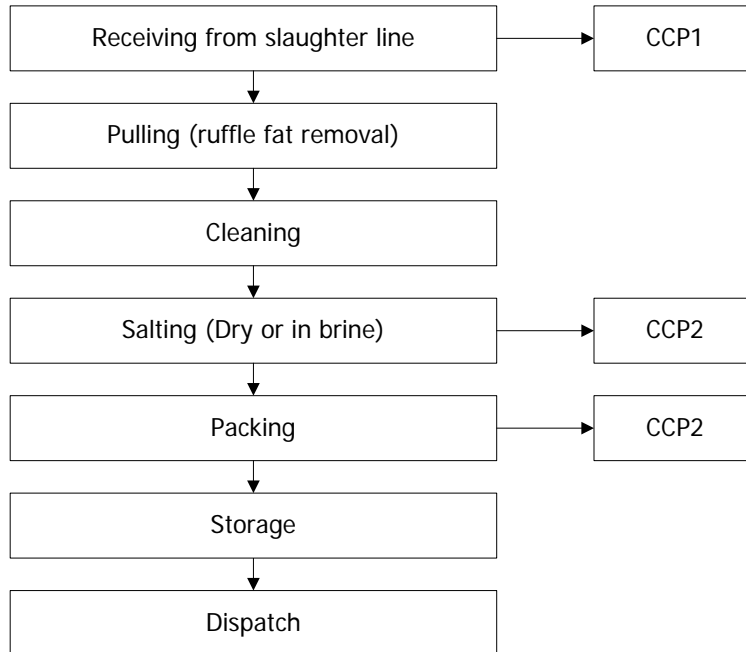 Receiving from slaughter line
CCP1
Pulling (ruffle fat removal)
Cleaning
Salting (Dry or in brine)
CCP2
Packing
CCP2
Storage
Dispatch